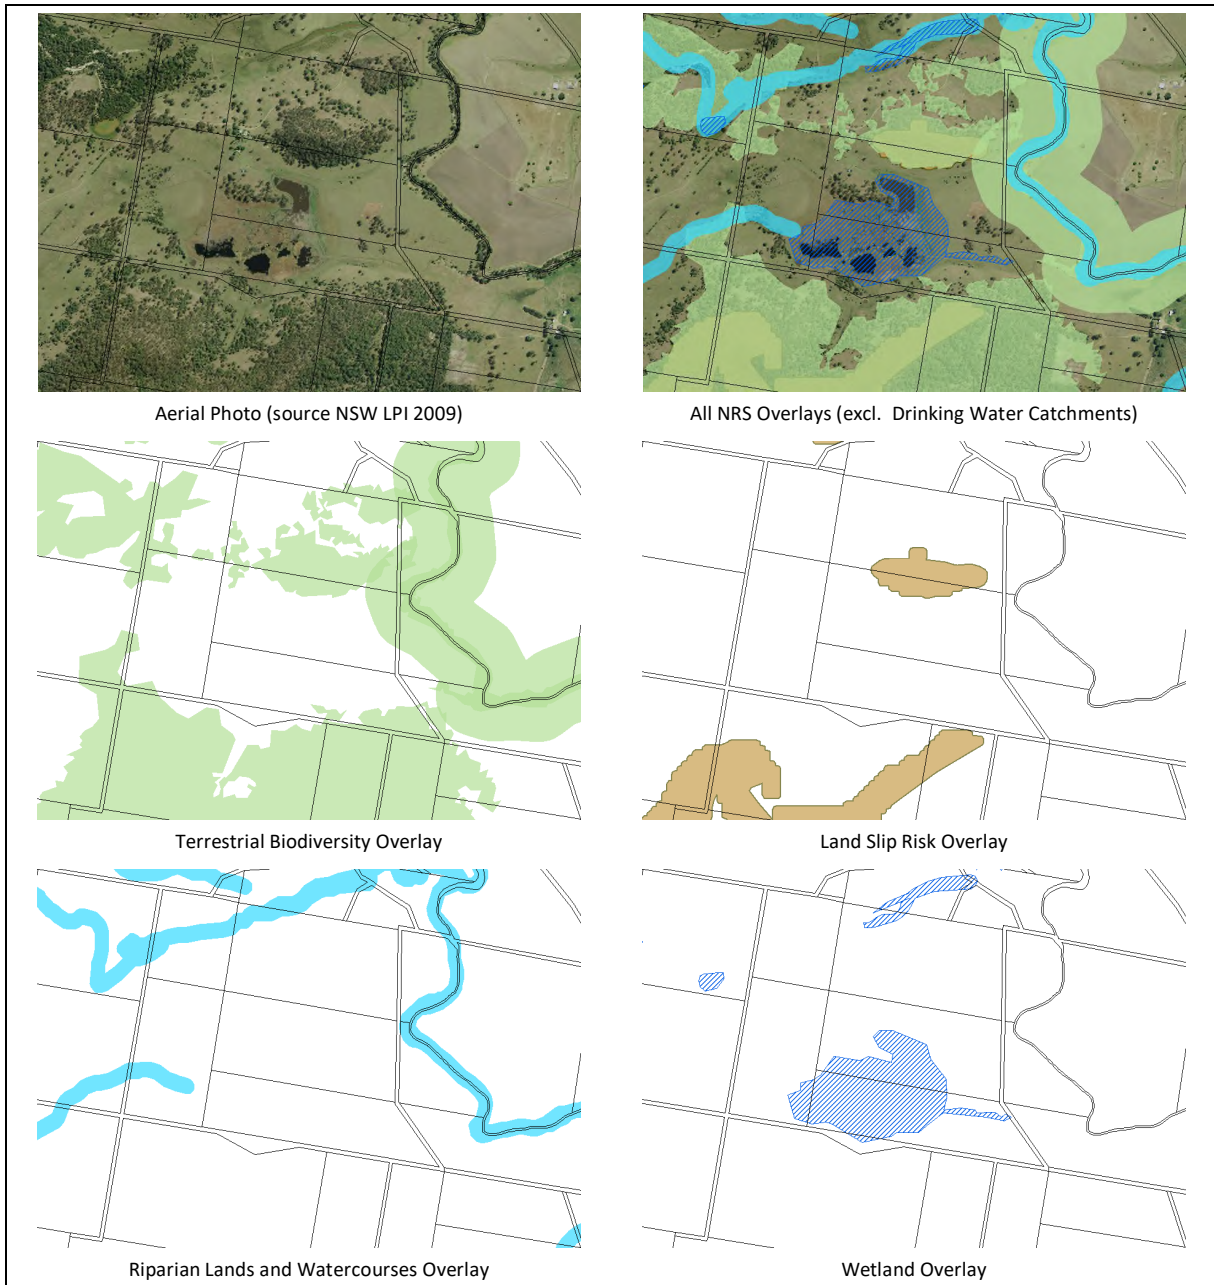 Aerial Photo (source NSW LPI 2009)
All NRS Overlays (excl.  Drinking Water Catchments)
Terrestrial Biodiversity Overlay
Land Slip Risk Overlay
Riparian Lands and Watercourses Overlay
Wetland Overlay